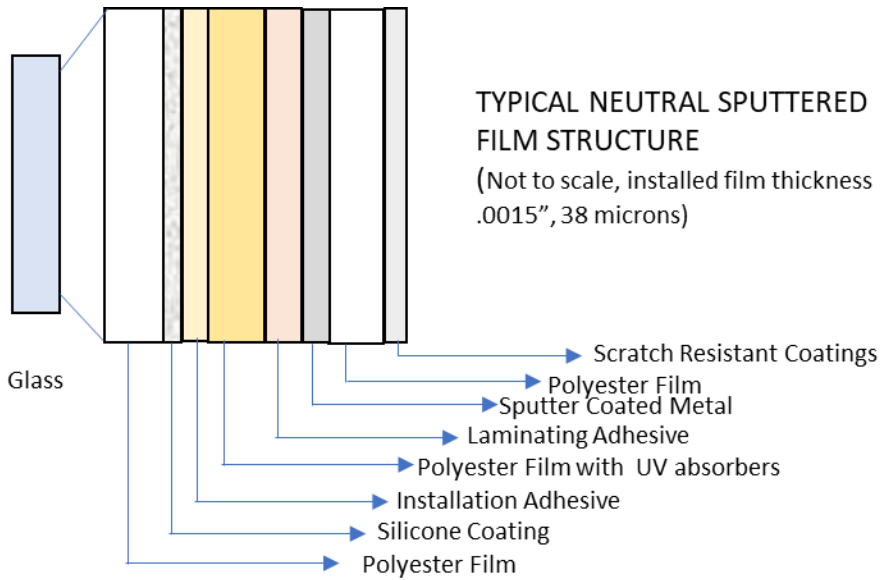 TYPICAL NEUTRAL SPUTTERED
FILM STRUCTURE
(Not to scale, installed film thickness
.0015”, 38 microns)
Glass
Scratch Resistant Coatings
Polyester Film
Sputter Coated Metal
Laminating Adhesive
Polyester Film with UV absorbers
Installation Adhesive
Silicone Coating
Polyester Film